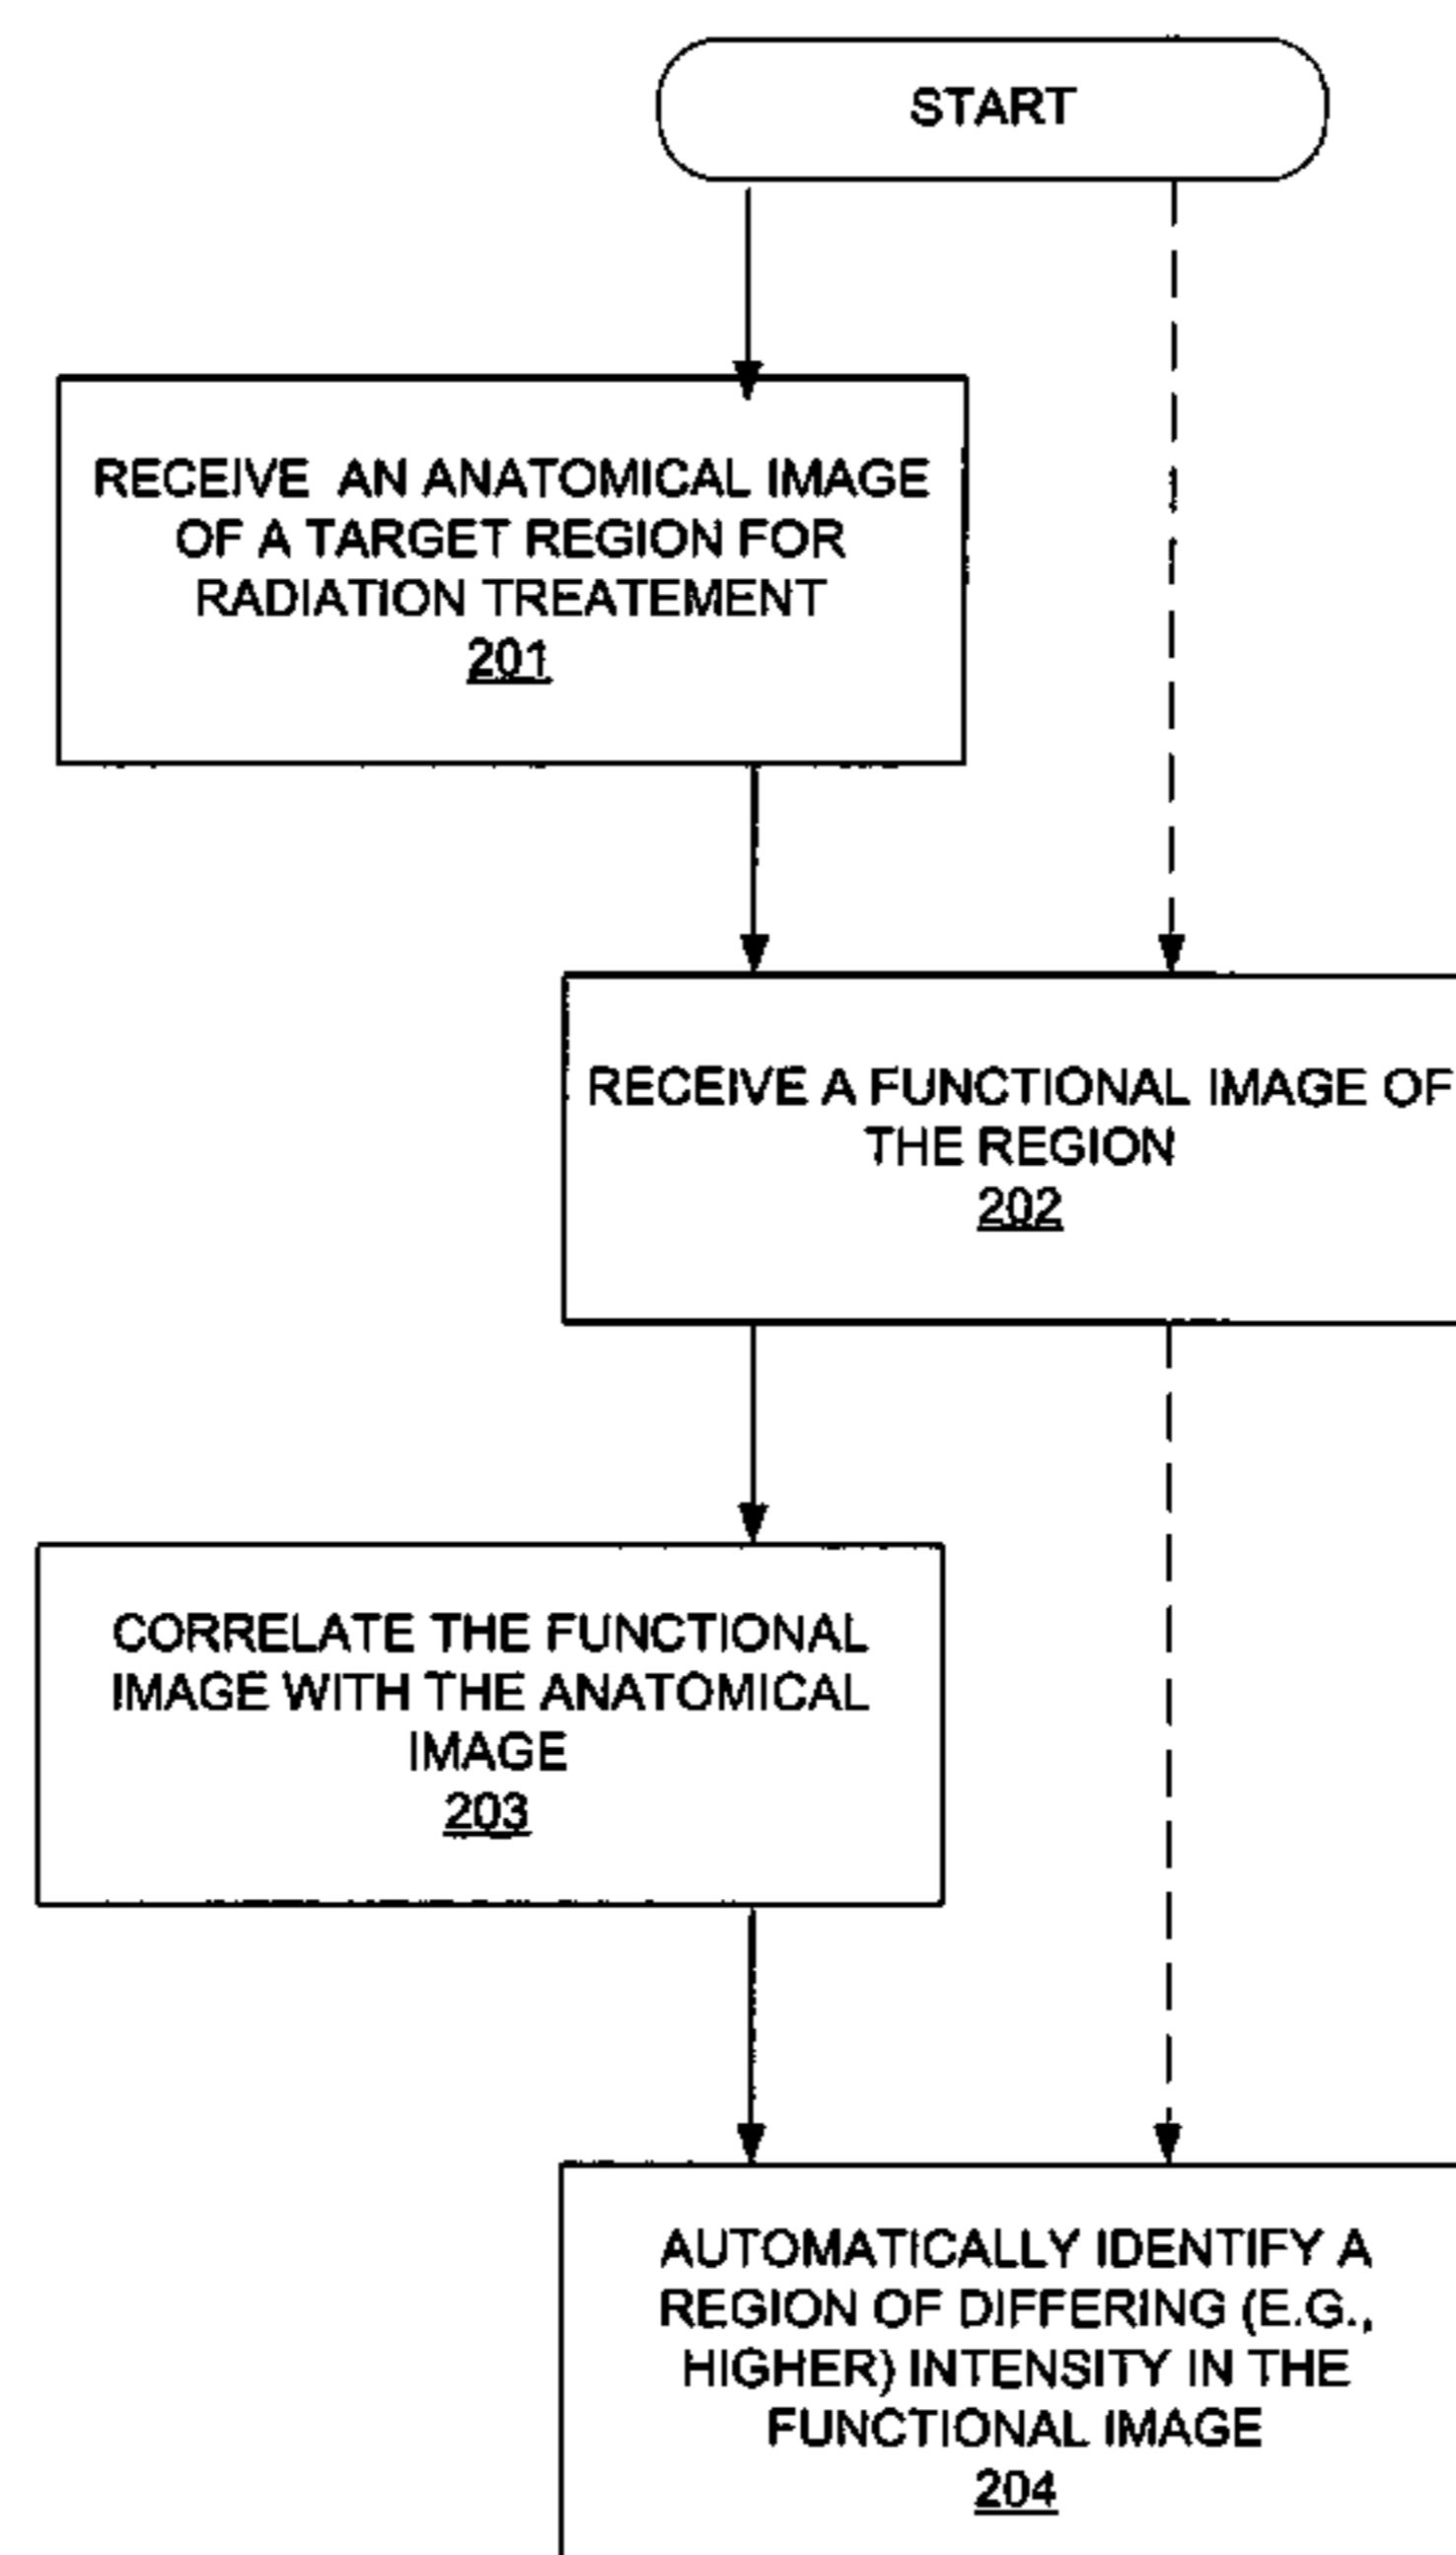 START
RECEIVE AN ANATOMICAL IMAGE
OF A TARGET REGION FOR
RADIATION TREATEMENT
201
RECEIVE A FUNCTIONAL IMAGE OF
THE REGION
202
CORRELATE THE FUNCTIONAL
IMAGE WITH THE ANATOMICAL
IMAGE
203
AUTOMATICALLY IDENTIFY A
REGION OF DIFFERING (E.G.,
HIGHER) INTENSITY IN THE
FUNCTIONAL IMAGE
204